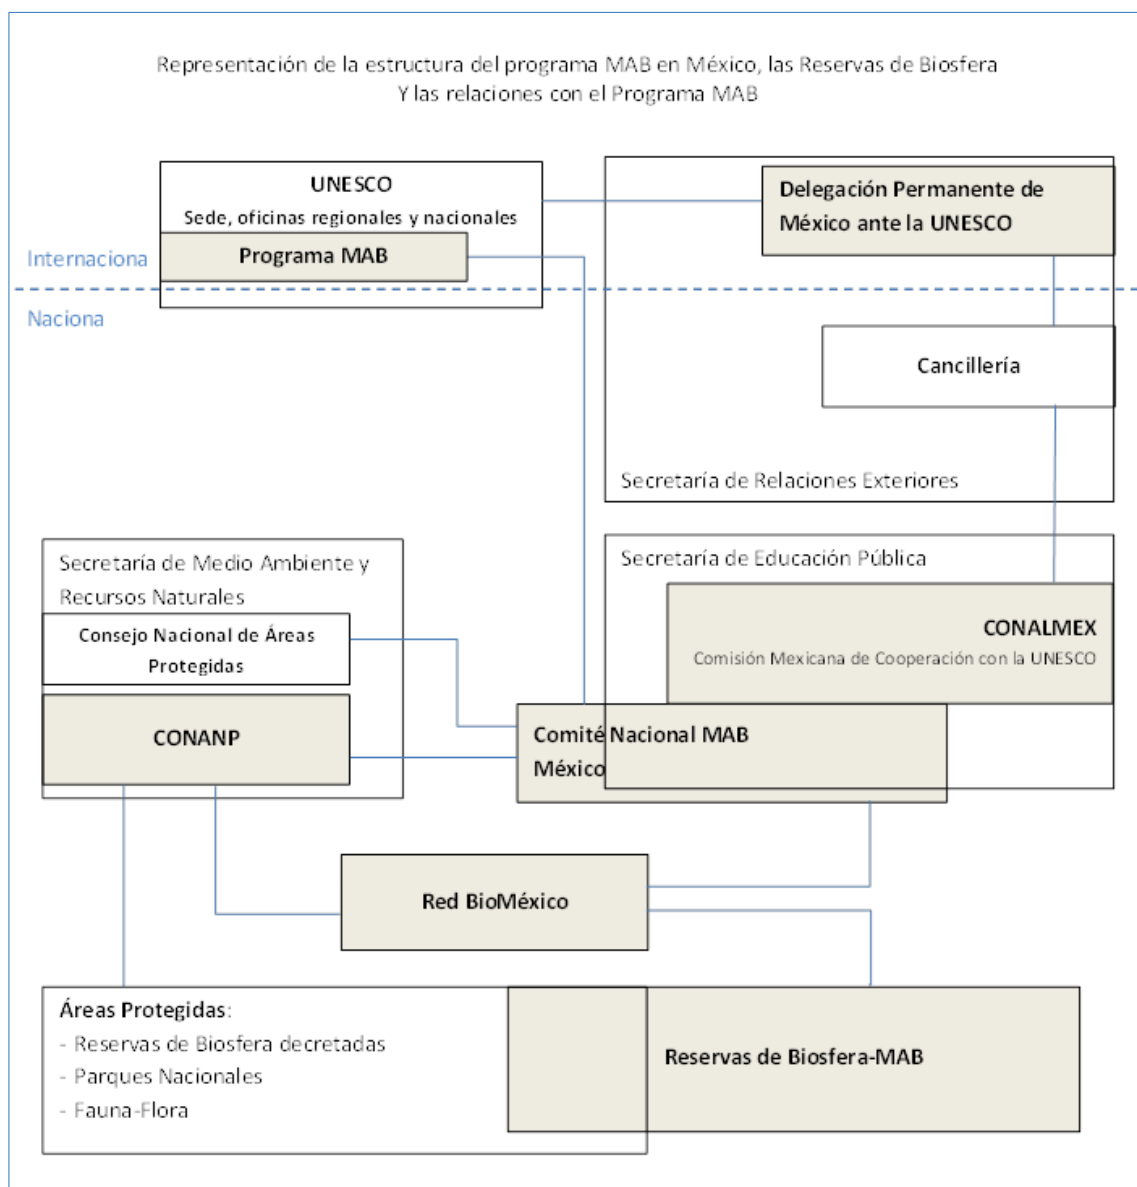 Representación de la estructura del programa MAB en México, las Reservas de Biosfera
Y las relaciones con el Programa MAB
UNESCO
Sede, oficinas regionales y nacionales
Programa MAB
Delegación Permanente de
México ante la UNESCO
Internaciona
Naciona
Cancillería
Secretaría de Relaciones Exteriores
Secretaría de Medio Ambiente y
Recursos Naturales
Consejo Nacional de Áreas
Protegidas
CONANP
Secretaría de Educación Pública
CONALMEX
Comisión Mexicana de Cooperación con la UNESCO
Comité Nacional MAB
México
Red BioMéxico
Áreas Protegidas:
- Reservas de Biosfera decretadas
- Parques Nacionales
- Fauna-Flora
Reservas de Biosfera-MAB